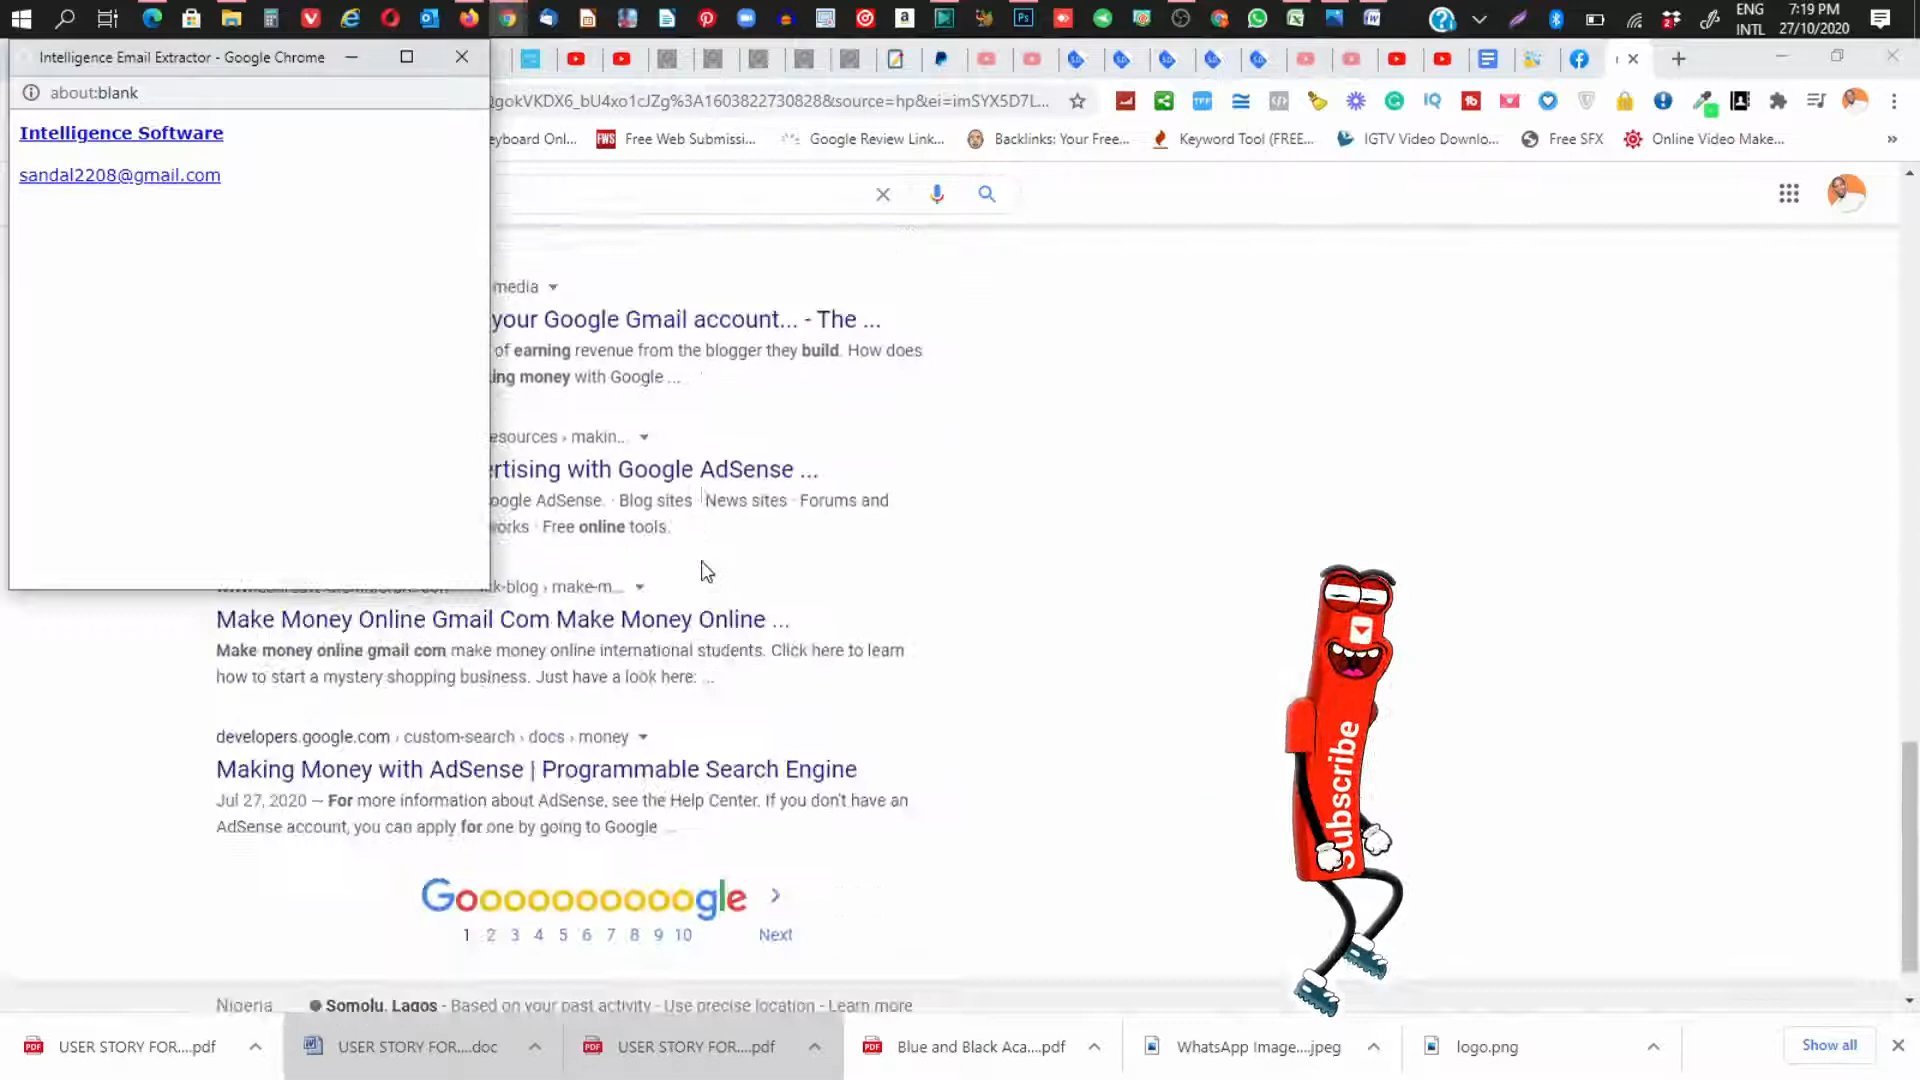 ENG
INTL
7:19 PM
27/10/2020
Intelligence Email Extractor - Google Chrome
about:blank
Intelligence Software
sandal2208@gmail.com
gokVKDX6_bU4xo1cJZg%3A1603822730828&source=hp&ei=imSYX5D7L...
eyboard Onl...
FWS
Free Web Submissi...
Google Review Link...
Backlinks: Your Free...
Keyword Tool (FREE...
IGTV Video Downlo...
Free SFX
Online Video Make...
»
media
your Google Gmail account... - The ...
of earning revenue from the blogger they build. How does
ing money with Google ...
esources › makin...
ertising with Google AdSense ...
oogle AdSense. · Blog sites · News sites · Forums and
works · Free online tools.
k-blog › make-m...
Make Money Online Gmail Com Make Money Online ...
Make money online gmail com make money online international students. Click here to learn
how to start a mystery shopping business. Just have a look here: ...
developers.google.com › custom-search › docs › money
Making Money with AdSense | Programmable Search Engine
Jul 27, 2020 — For more information about AdSense, see the Help Center. If you don't have an
AdSense account, you can apply for one by going to Google ...
Goooooooooogle
1 2 3 4 5 6 7 8 9 10 Next
Subscribe
Nigeria
Somolu, Lagos - Based on your past activity - Use precise location - Learn more
USER STORY FOR....pdf
USER STORY FOR....doc
USER STORY FOR....pdf
Blue and Black Aca....pdf
WhatsApp Image....jpeg
logo.png
Show all